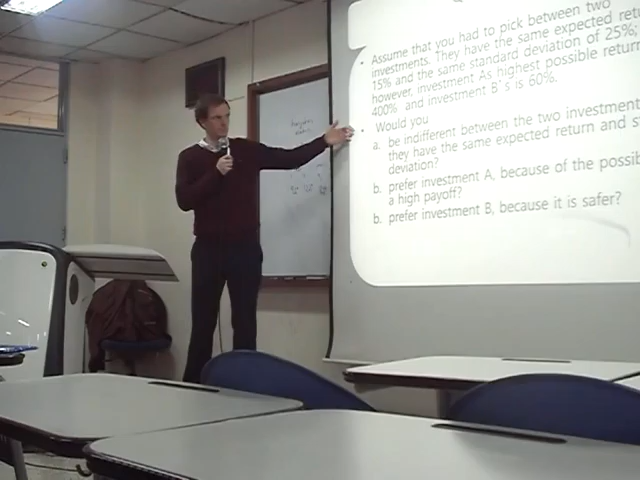 Assume that you had to pick between two
investments. They have the same expected retu
15% and the same standard deviation of 25%;
however, investment As highest possible return
400% and investment B`s is 60%.
Would you
a. be indifferent between the two investment
they have the same expected return and st
deviation?
b. prefer investment A, because of the possib
a high payoff?
b. prefer investment B, because it is safer?